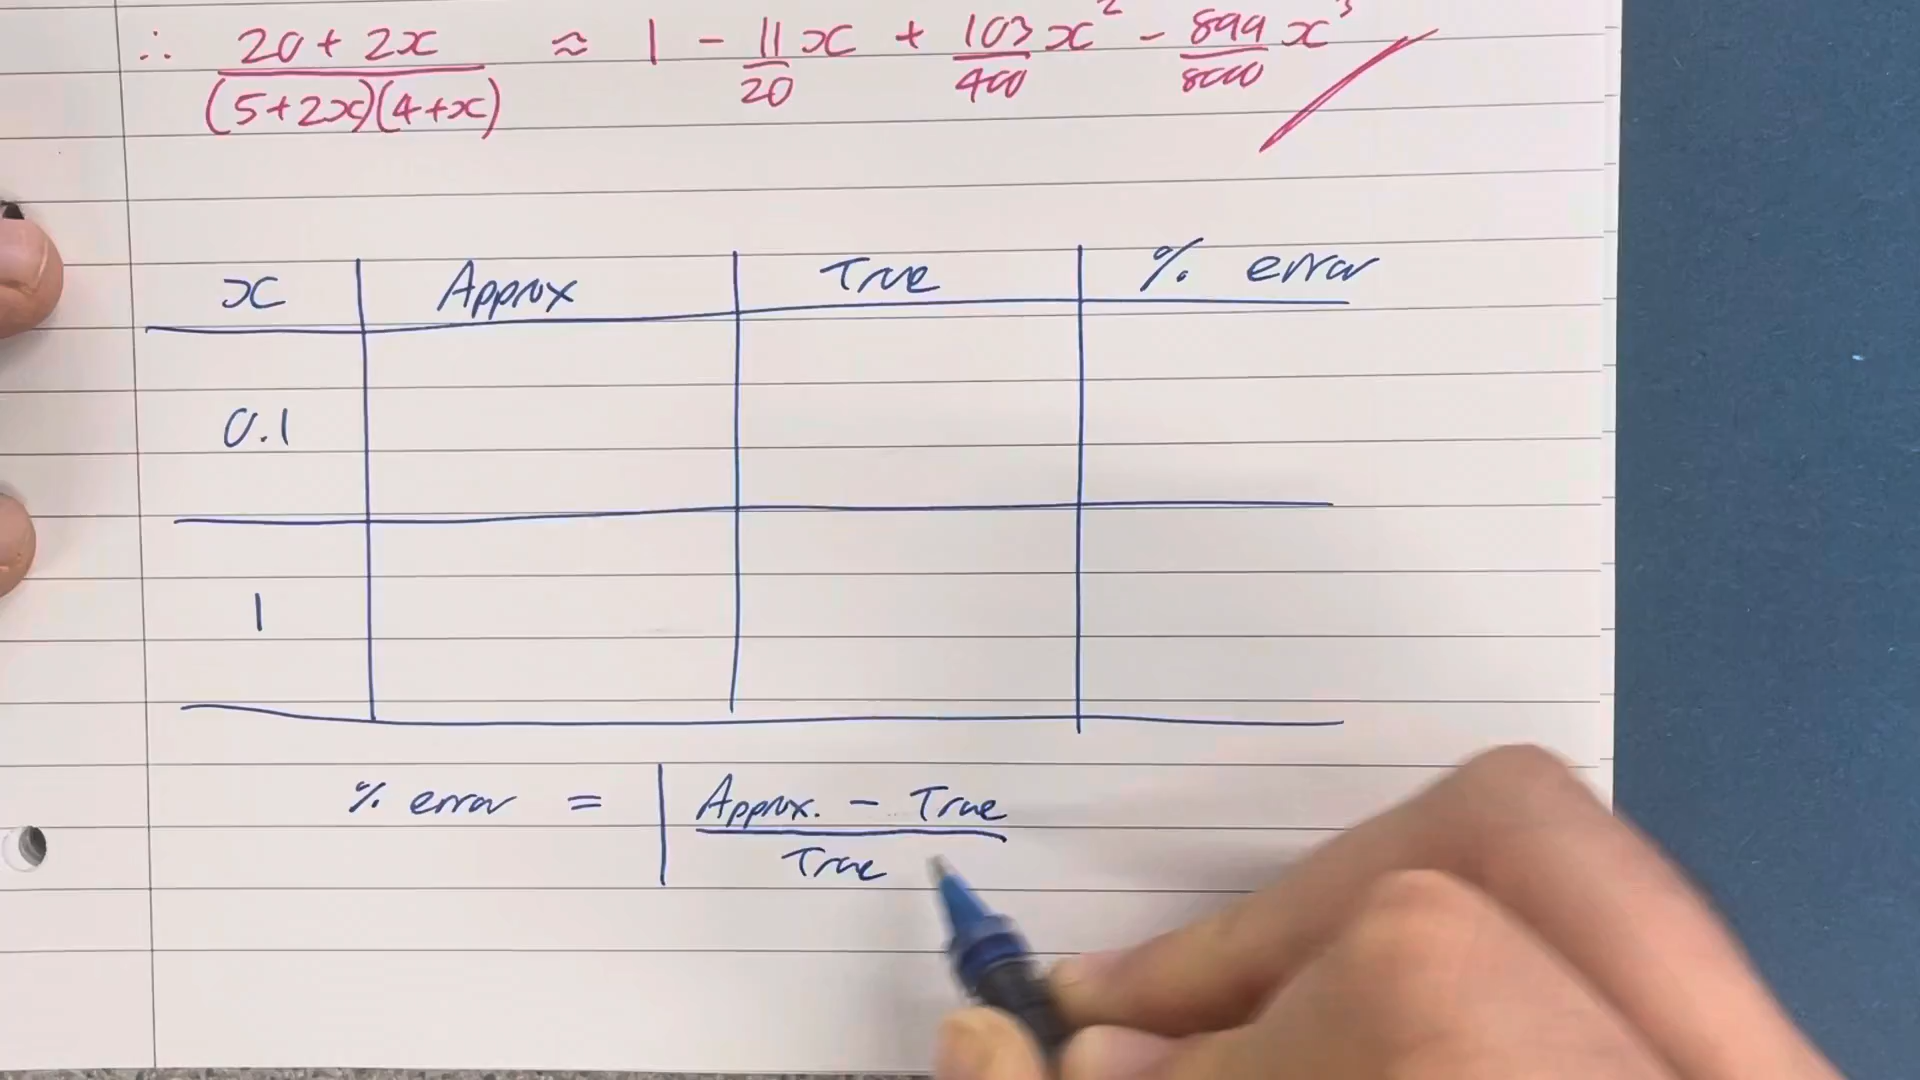 ∴ 20 + 2x / (5+2x)(4+x) ≈ 1 - 11/20 x + 103/400 x² - 899/8000 x³
x Approx True % error
0.1
1
% error = | Approx. - True / True